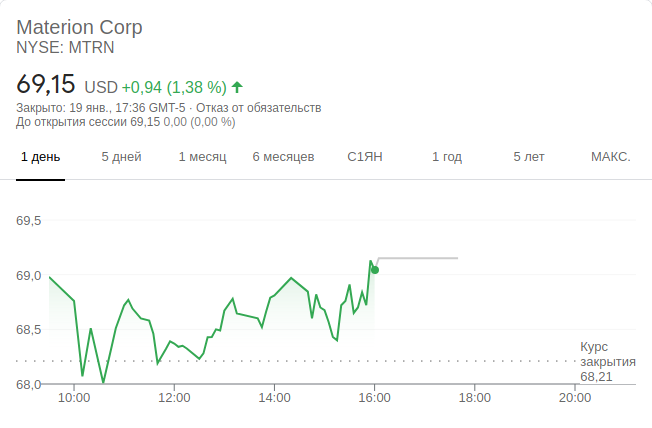 Materion Corp
NYSE: MTRN
69,15 USD +0,94 (1,38 %)
Закрыто: 19 янв., 17:36 GMT-5 · Отказ от обязательств
До открытия сессии 69,15 0,00 (0,00 %)
1 день 5 дней 1 месяц 6 месяцев С1ЯН 1 год 5 лет МАКС.
69,5
69,0
68,5
Курс
закрытия
68,21
68,0
10:00 12:00 14:00 16:00 18:00 20:00